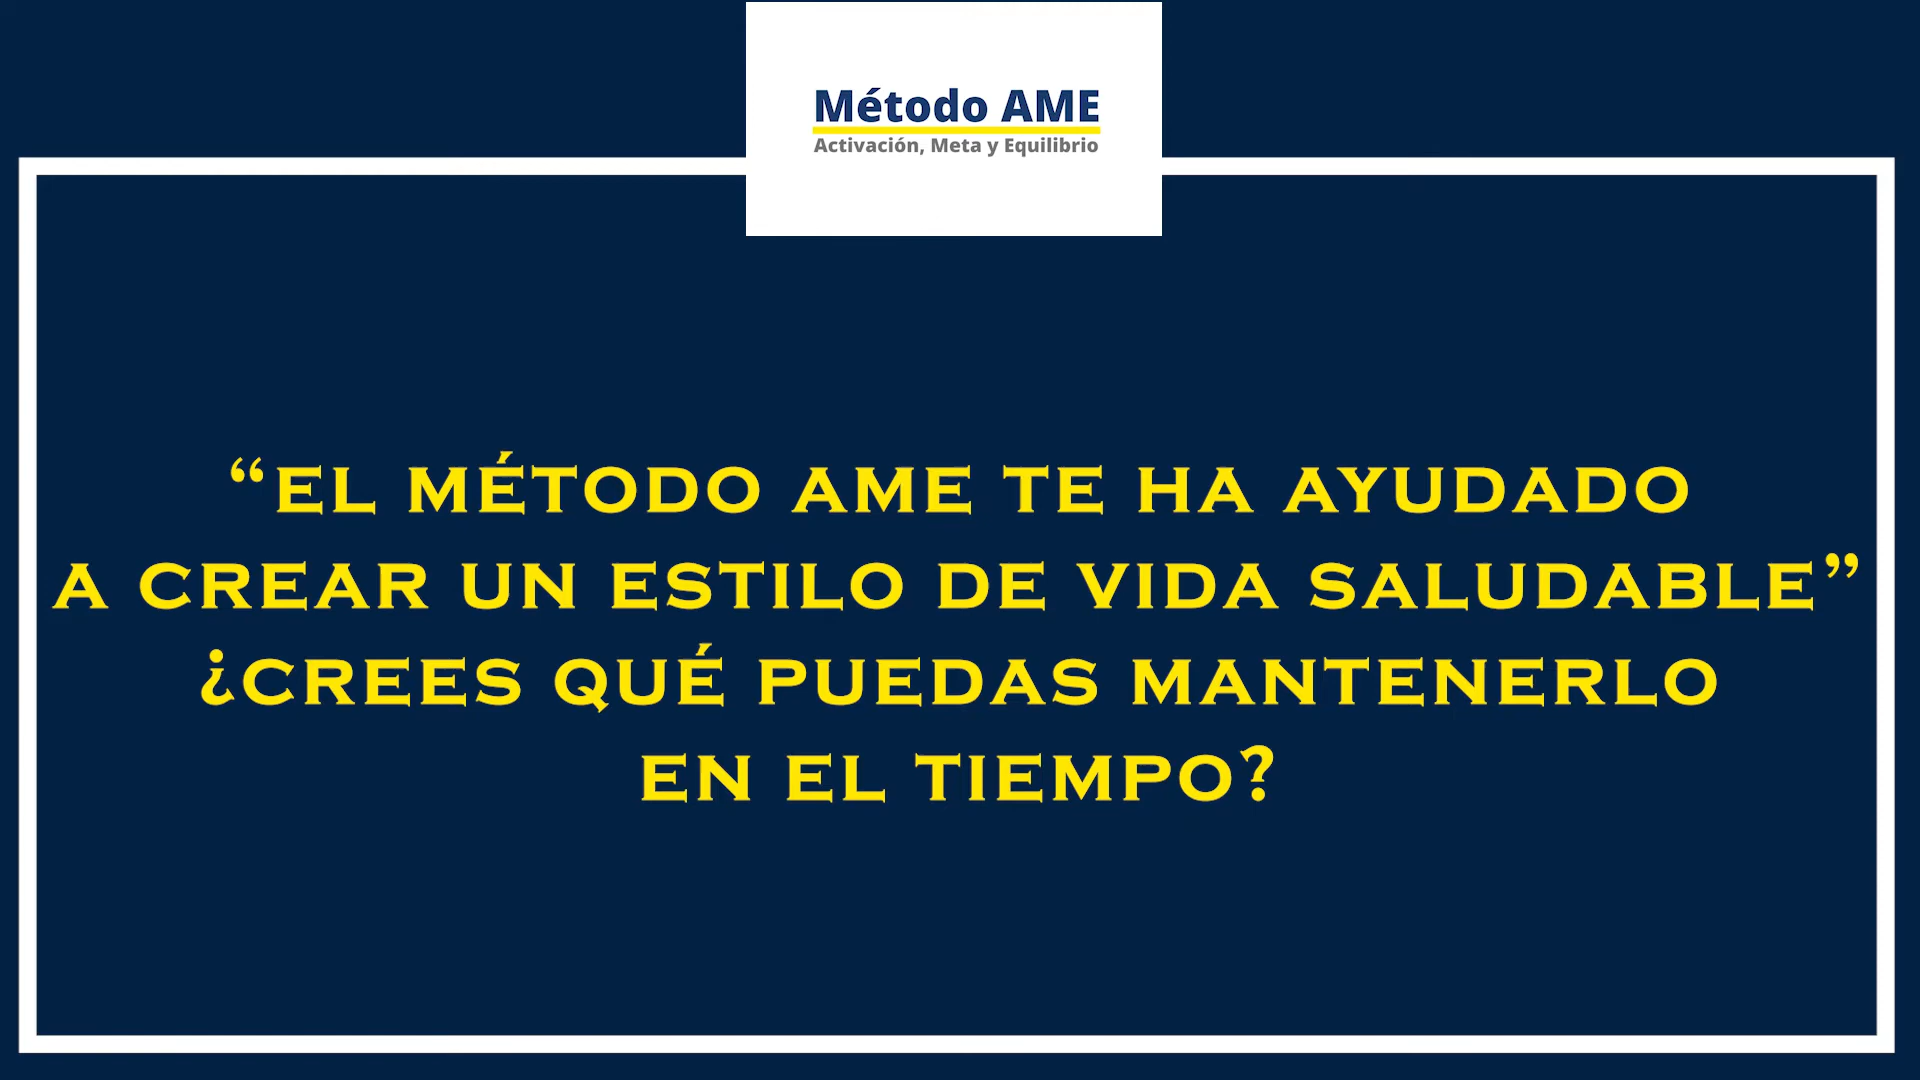 Método AME
Activación, Meta y Equilibrio
“EL MÉTODO AME TE HA AYUDADO
A CREAR UN ESTILO DE VIDA SALUDABLE”
¿CREES QUÉ PUEDAS MANTENERLO
EN EL TIEMPO?